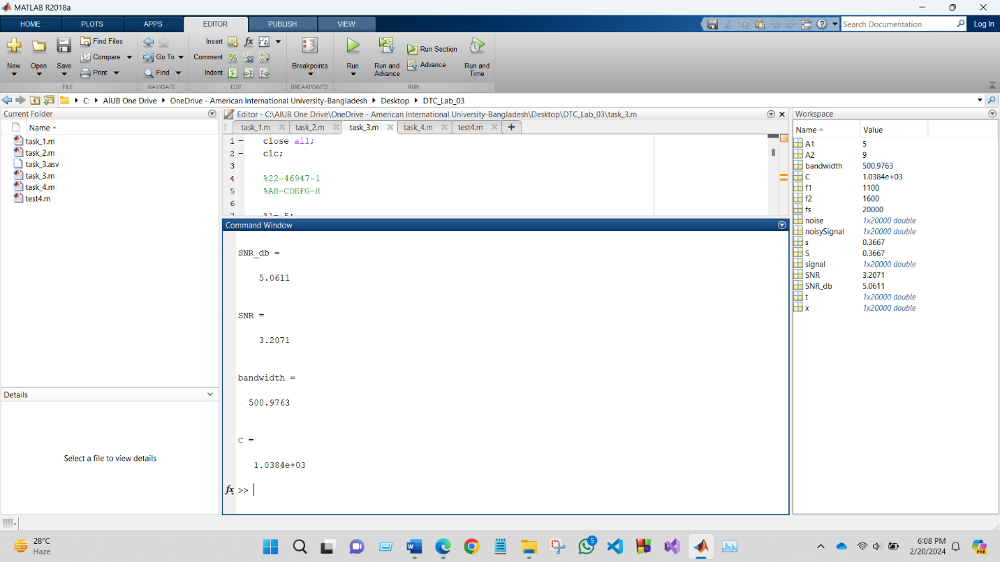 MATLAB R2018a
HOME PLOTS APPS EDITOR PUBLISH VIEW
Search Documentation
Log In
New
Open
Save
Find Files
Compare
Print
FILE
Go To
Find
NAVIGATE
Insert
Comment
Indent
EDIT
Breakpoints
BREAKPOINTS
Run
Run and
Advance
Run Section
Advance
Run and
Time
RUN
C: AIUB One Drive OneDrive - American International University-Bangladesh Desktop DTC_Lab_03
Current Folder
Name
task_1.m
task_2.m
task_3.asv
task_3.m
task_4.m
test4.m
Details
Select a file to view details
Editor - C:\AIUB One Drive\OneDrive - American International University-Bangladesh\Desktop\DTC_Lab_03\task_3.m
task_1.m task_2.m task_3.m task_4.m test4.m
1 – close all;
2 – clc;
3
4 %22-46947-1
5 %AB-CDEFG-H
6
Command Window
SNR_db =
5.0611
SNR =
3.2071
bandwidth =
500.9763
C =
1.0384e+03
fx >>
Workspace
Name Value
A1 5
A2 9
bandwidth 500.9763
C 1.0384e+03
f1 1100
f2 1600
fs 20000
noise 1x20000 double
noisySignal 1x20000 double
s 0.3667
S 0.3667
signal 1x20000 double
SNR 3.2071
SNR_db 5.0611
t 1x20000 double
x 1x20000 double
28°C
Haze
5
6:08 PM
2/20/2024
PRE